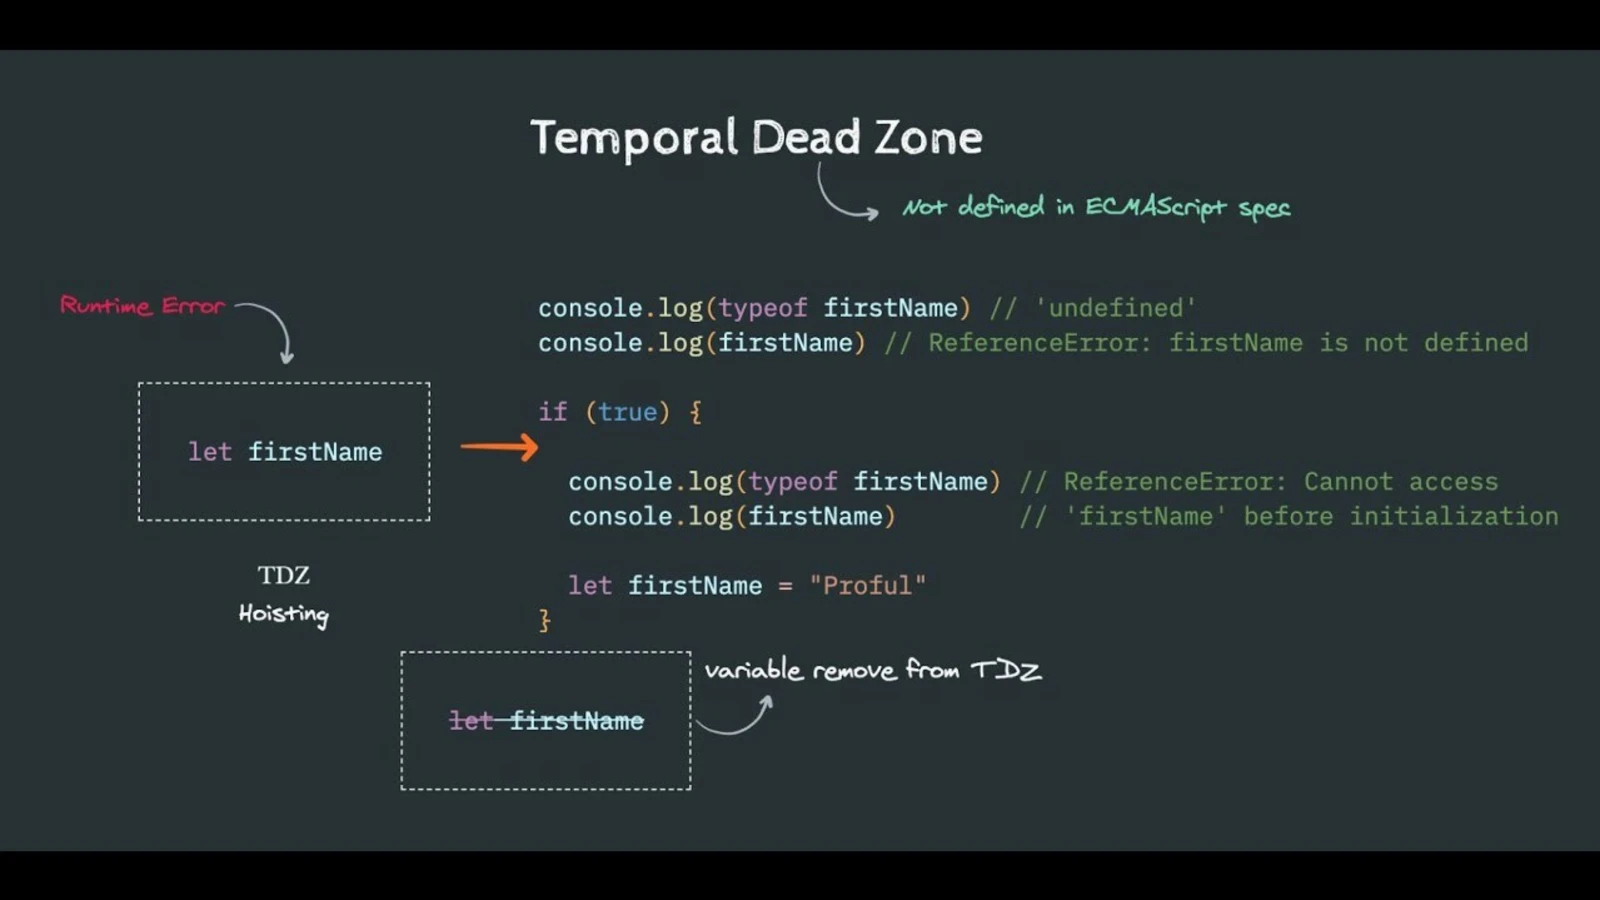 Temporal Dead Zone
Not defined in ECMAScript spec
Runtime Error
let firstName
TDZ
Hoisting
console.log(typeof firstName) // 'undefined'
console.log(firstName) // ReferenceError: firstName is not defined
if (true) {
console.log(typeof firstName) // ReferenceError: Cannot access
console.log(firstName) // 'firstName' before initialization
let firstName = "Proful"
}
let firstName
variable remove from TDZ